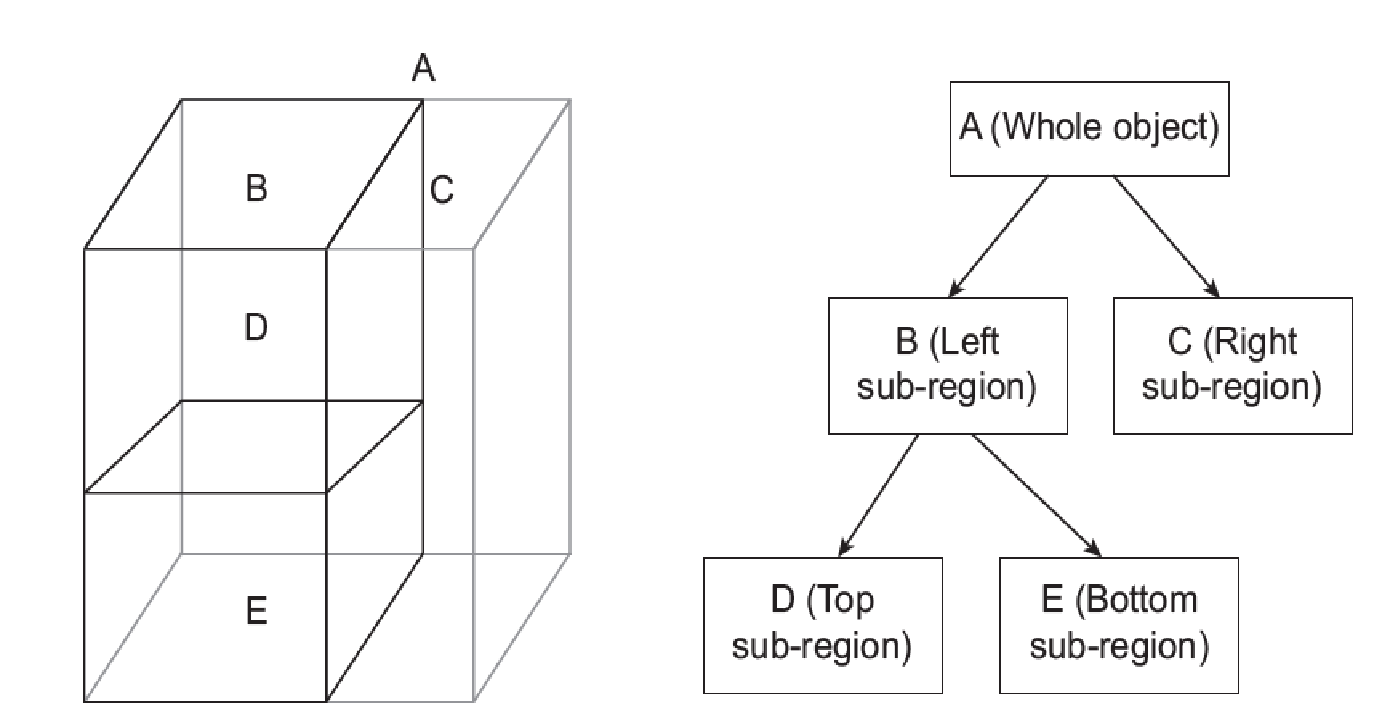 A
B
C
D
E
A (Whole object)
B (Left
sub-region)
C (Right
sub-region)
D (Top
sub-region)
E (Bottom
sub-region)